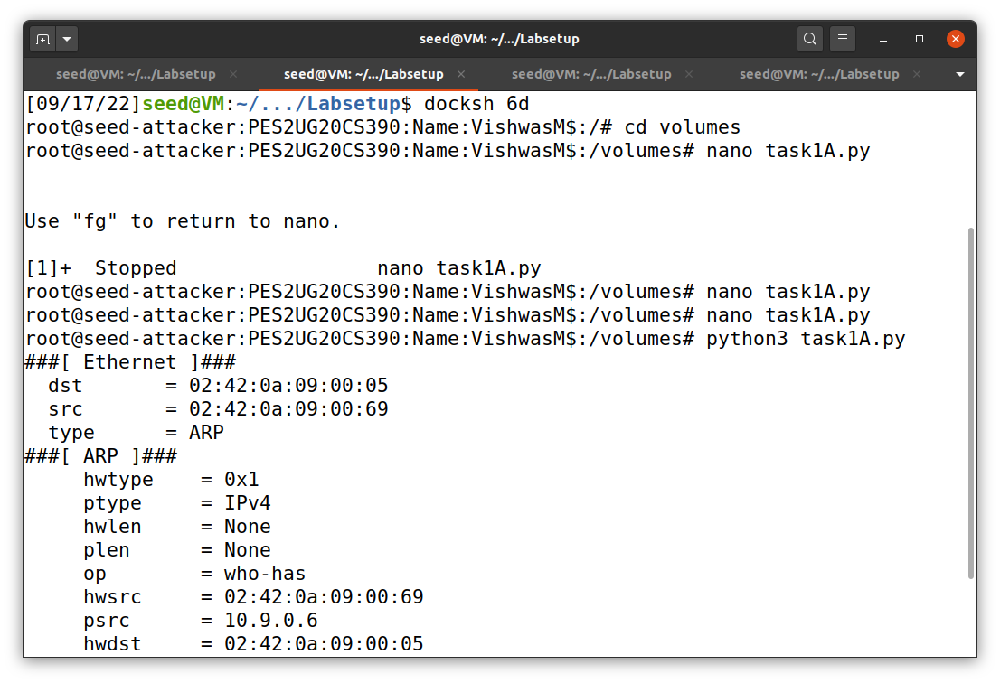 seed@VM: ~/.../Labsetup
seed@VM: ~/.../Labsetup × seed@VM: ~/.../Labsetup × seed@VM: ~/.../Labsetup × seed@VM: ~/.../Labsetup ×
[09/17/22]seed@VM:~/.../Labsetup$ docksh 6d
root@seed-attacker:PES2UG20CS390:Name:VishwasM$:/# cd volumes
root@seed-attacker:PES2UG20CS390:Name:VishwasM$:/volumes# nano task1A.py
Use "fg" to return to nano.
[1]+  Stopped                 nano task1A.py
root@seed-attacker:PES2UG20CS390:Name:VishwasM$:/volumes# nano task1A.py
root@seed-attacker:PES2UG20CS390:Name:VishwasM$:/volumes# nano task1A.py
root@seed-attacker:PES2UG20CS390:Name:VishwasM$:/volumes# python3 task1A.py
###[ Ethernet ]###
  dst       = 02:42:0a:09:00:05
  src       = 02:42:0a:09:00:69
  type      = ARP
###[ ARP ]###
     hwtype    = 0x1
     ptype     = IPv4
     hwlen     = None
     plen      = None
     op        = who-has
     hwsrc     = 02:42:0a:09:00:69
     psrc      = 10.9.0.6
     hwdst     = 02:42:0a:09:00:05